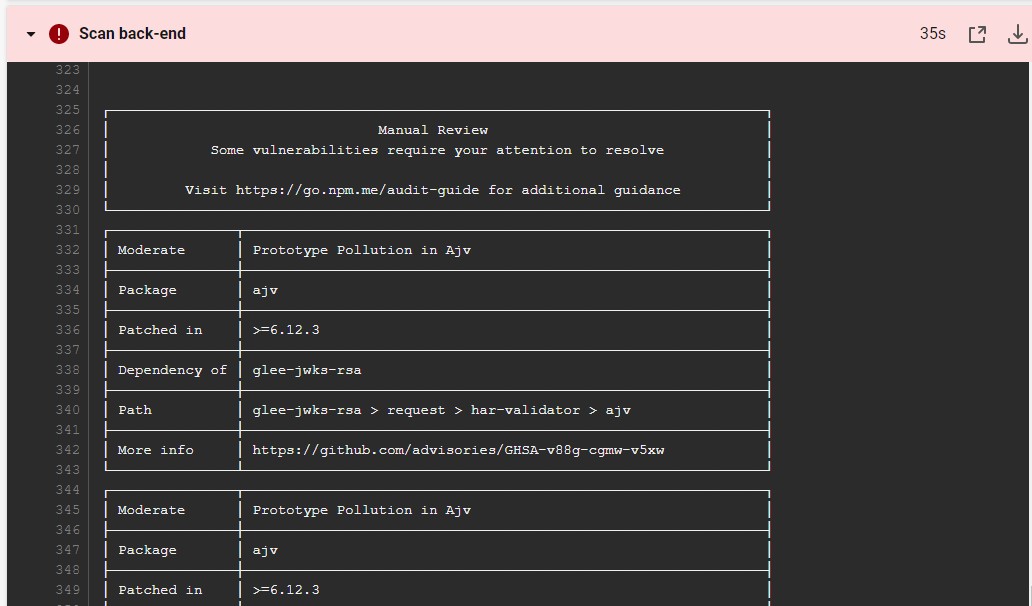 Scan back-end 35s
323
324
325
326 Manual Review
327 Some vulnerabilities require your attention to resolve
328
329 Visit https://go.npm.me/audit-guide for additional guidance
330
331
332 Moderate Prototype Pollution in Ajv
333
334 Package ajv
335
336 Patched in >=6.12.3
337
338 Dependency of glee-jwks-rsa
339
340 Path glee-jwks-rsa > request > har-validator > ajv
341
342 More info https://github.com/advisories/GHSA-v88g-cgmw-v5xw
343
344
345 Moderate Prototype Pollution in Ajv
346
347 Package ajv
348
349 Patched in >=6.12.3